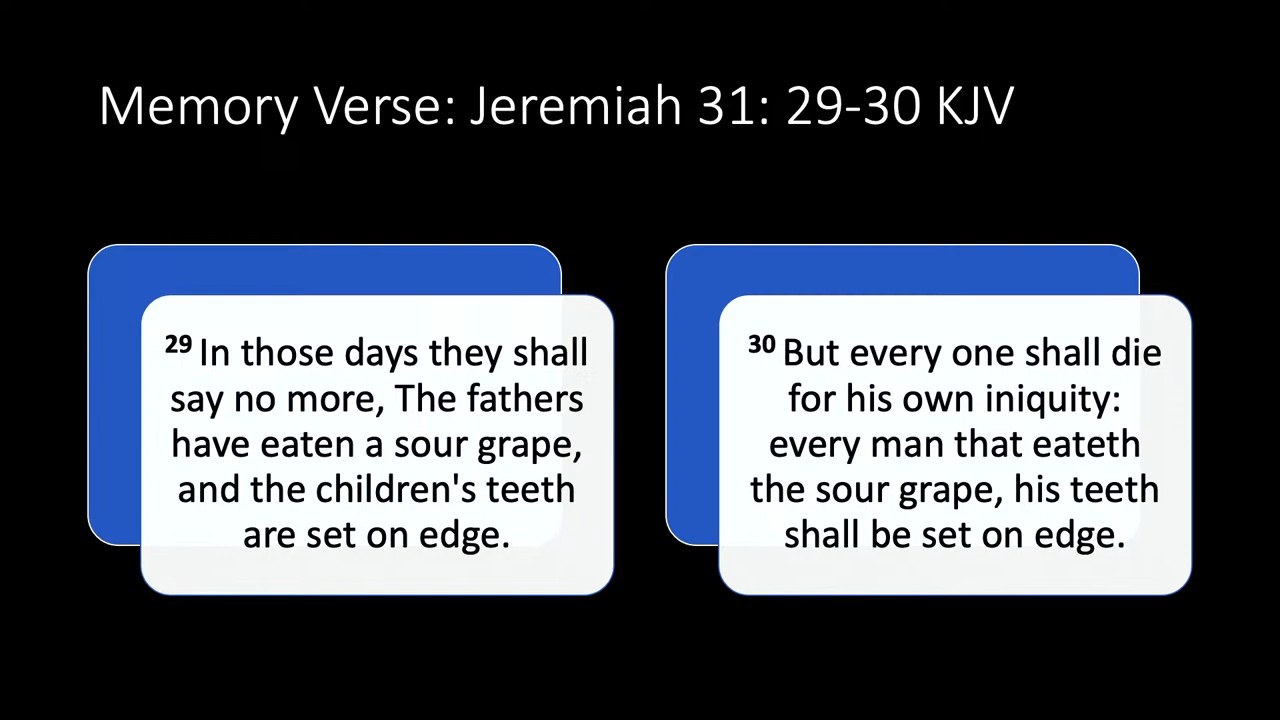 Memory Verse: Jeremiah 31: 29-30 KJV
29 In those days they shall
say no more, The fathers
have eaten a sour grape,
and the children's teeth
are set on edge.
30 But every one shall die
for his own iniquity:
every man that eateth
the sour grape, his teeth
shall be set on edge.